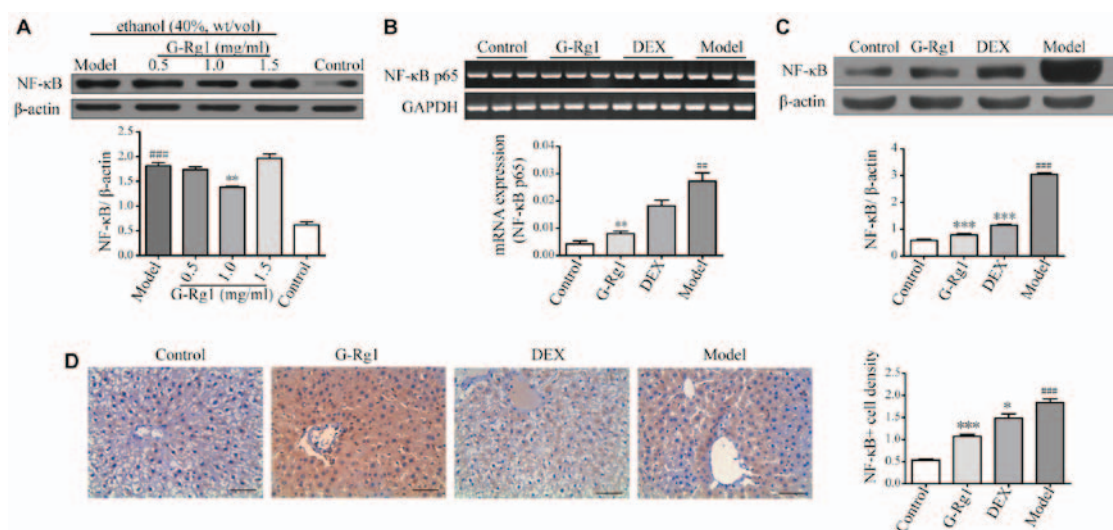 A
ethanol (40%, wt/vol)
Model G-Rg1 (mg/ml)
0.5 1.0 1.5 Control
NF-κB
β-actin
NF-κB/ β-actin
2.5
2.0
1.5
1.0
0.5
0.0
###
**
Model
0.5
1.0
1.5
Control
G-Rg1 (mg/ml)
B
Control G-Rg1 DEX Model
NF-κB p65
GAPDH
mRNA expression
(NF-κB p65)
0.04
0.03
0.02
0.01
0.00
**
##
Control
G-Rg1
DEX
Model
C
Control G-Rg1 DEX Model
NF-κB
β-actin
NF-κB/ β-actin
4
3
2
1
0
***
***
###
Control
G-Rg1
DEX
Model
D
Control G-Rg1 DEX Model
NF-κB+ cell density
2.5
2.0
1.5
1.0
0.5
0.0
***
*
###
Control
G-Rg1
DEX
Model